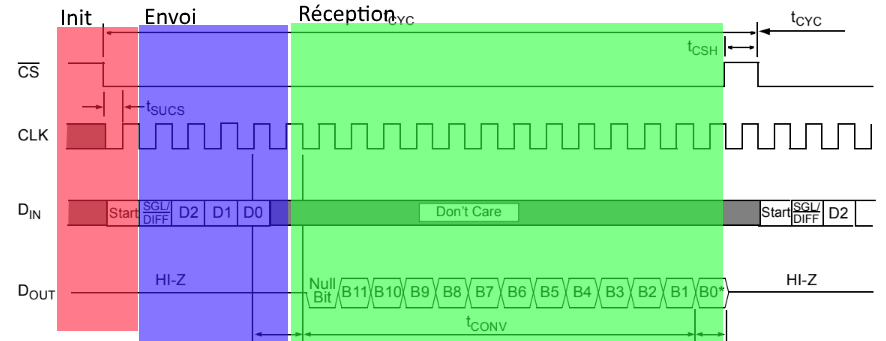 Init Envoi Réception
tCYC tCYC
tCSH
CS
tSUCS
CLK
DIN Start SGL/DIFF D2 D1 D0 Don't Care Start SGL/DIFF D2
DOUT HI-Z Null Bit B11 B10 B9 B8 B7 B6 B5 B4 B3 B2 B1 B0* HI-Z
tCONV